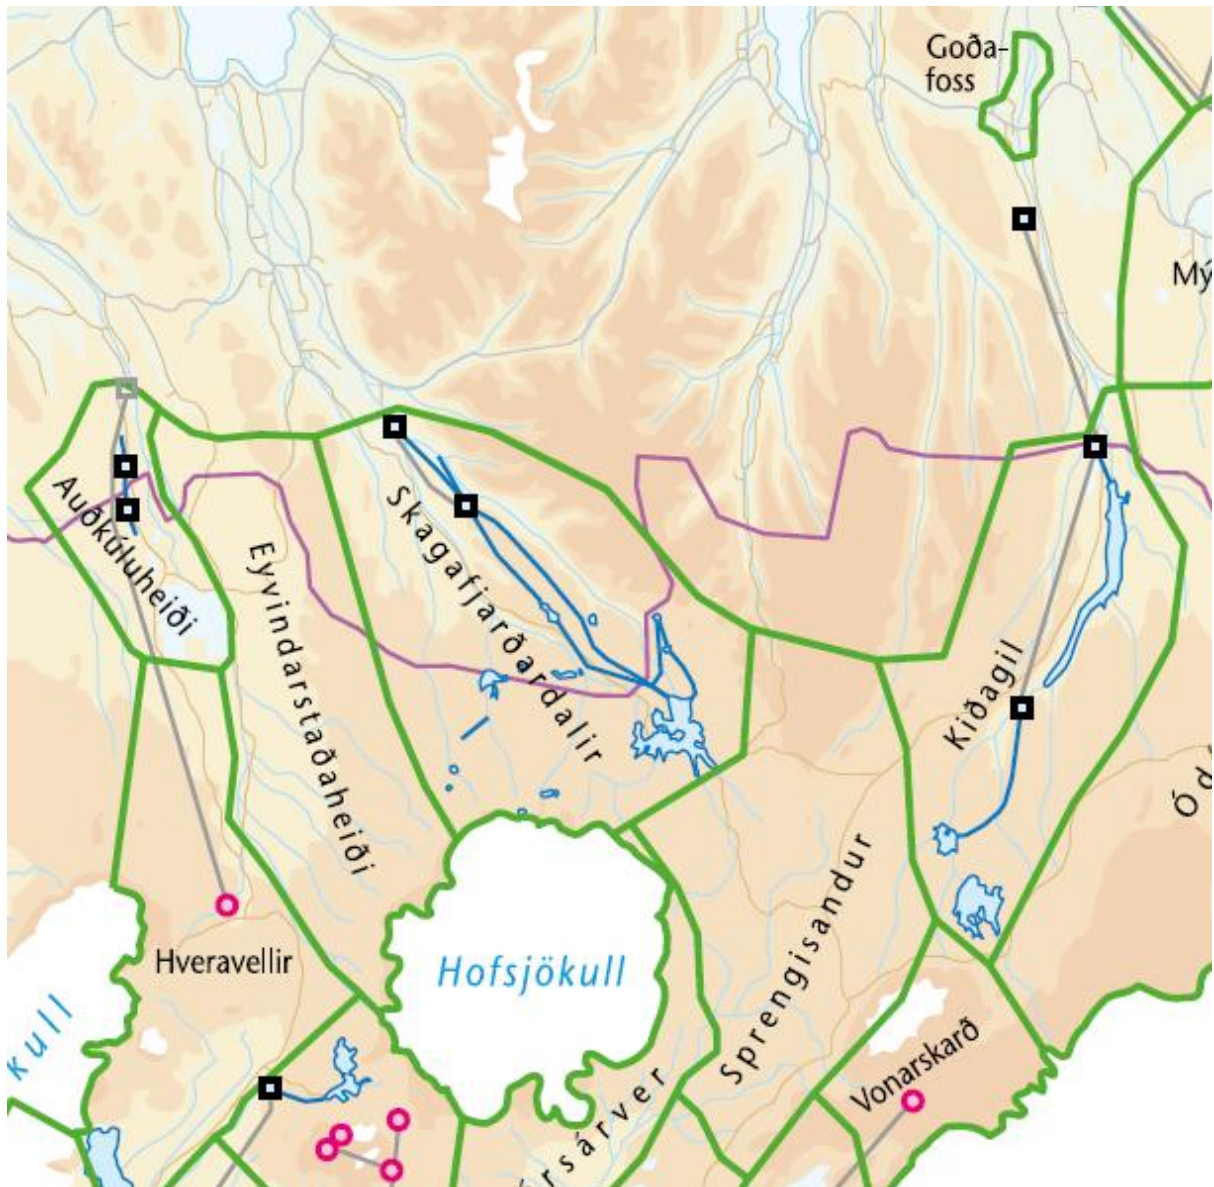 Goða-
foss
Mý
Auðkúluheiði
Eyvindarstaðaheiði
Skagafjarðardalir
Kiðagil
Ód
Sprengisandur
Hveravellir
Hofsjökull
kull
Vonarskarð
rsárver